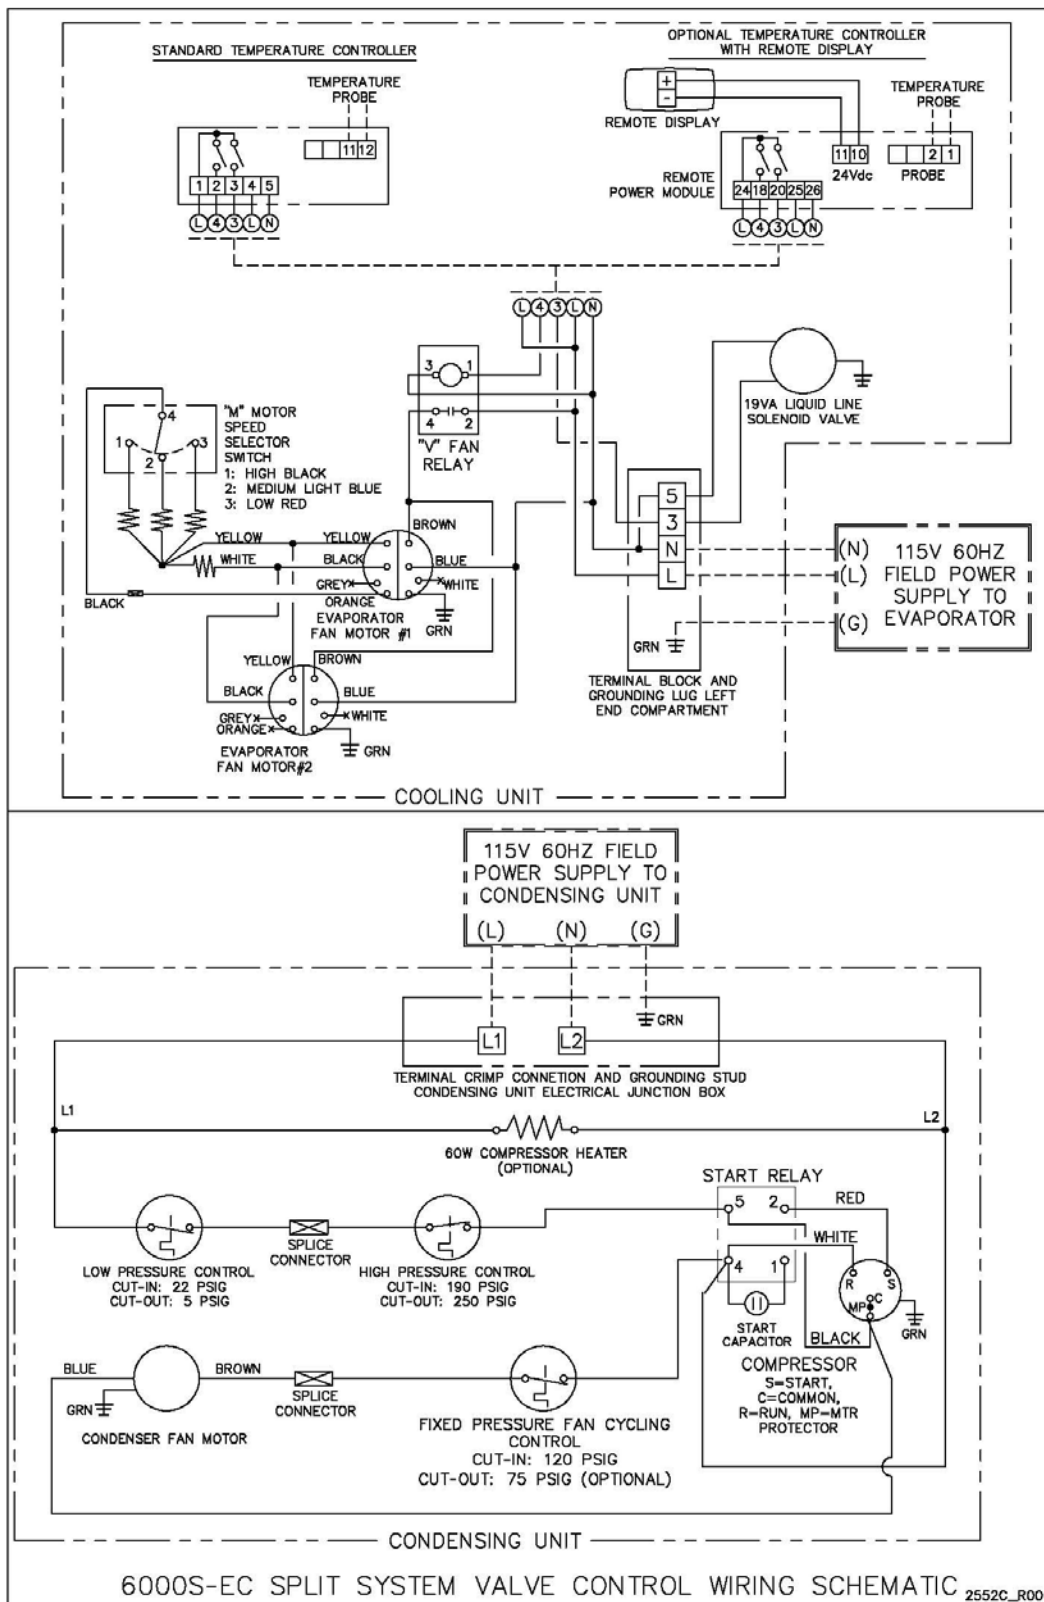 STANDARD TEMPERATURE CONTROLLER
OPTIONAL TEMPERATURE CONTROLLER
WITH REMOTE DISPLAY
TEMPERATURE
PROBE
11 12
1 2 3 4 5
L 4 3 L N
+
-
REMOTE DISPLAY
TEMPERATURE
PROBE
11 10
24Vdc
2 1
PROBE
REMOTE
POWER MODULE
24 18 20 25 26
L 4 3 L N
L 4 3 L N
3 1
4 2
"V" FAN
RELAY
19VA LIQUID LINE
SOLENOID VALVE
4
1 3
2
"M" MOTOR
SPEED
SELECTOR
SWITCH
1: HIGH BLACK
2: MEDIUM LIGHT BLUE
3: LOW RED
YELLOW YELLOW BROWN
WHITE BLACK BLUE
GREY WHITE
BLACK ORANGE GRN
EVAPORATOR
FAN MOTOR #1
YELLOW BROWN
BLACK BLUE
GREY WHITE
ORANGE GRN
EVAPORATOR
FAN MOTOR#2
5
3
N
L
GRN
TERMINAL BLOCK AND
GROUNDING LUG LEFT
END COMPARTMENT
(N)
(L)
(G)
115V 60HZ
FIELD POWER
SUPPLY TO
EVAPORATOR
COOLING UNIT
115V 60HZ FIELD
POWER SUPPLY TO
CONDENSING UNIT
(L) (N) (G)
GRN
L1 L2
TERMINAL CRIMP CONNETION AND GROUNDING STUD
CONDENSING UNIT ELECTRICAL JUNCTION BOX
L1 L2
60W COMPRESSOR HEATER
(OPTIONAL)
START RELAY
5 2 RED
WHITE
4 1
START
CAPACITOR
BLACK
R S
C
MP
GRN
COMPRESSOR
S=START,
C=COMMON,
R=RUN, MP=MTR
PROTECTOR
LOW PRESSURE CONTROL
CUT-IN: 22 PSIG
CUT-OUT: 5 PSIG
SPLICE
CONNECTOR
HIGH PRESSURE CONTROL
CUT-IN: 190 PSIG
CUT-OUT: 250 PSIG
BLUE BROWN
GRN
CONDENSER FAN MOTOR
SPLICE
CONNECTOR
FIXED PRESSURE FAN CYCLING
CONTROL
CUT-IN: 120 PSIG
CUT-OUT: 75 PSIG (OPTIONAL)
CONDENSING UNIT
6000S-EC SPLIT SYSTEM VALVE CONTROL WIRING SCHEMATIC 2552C_R00